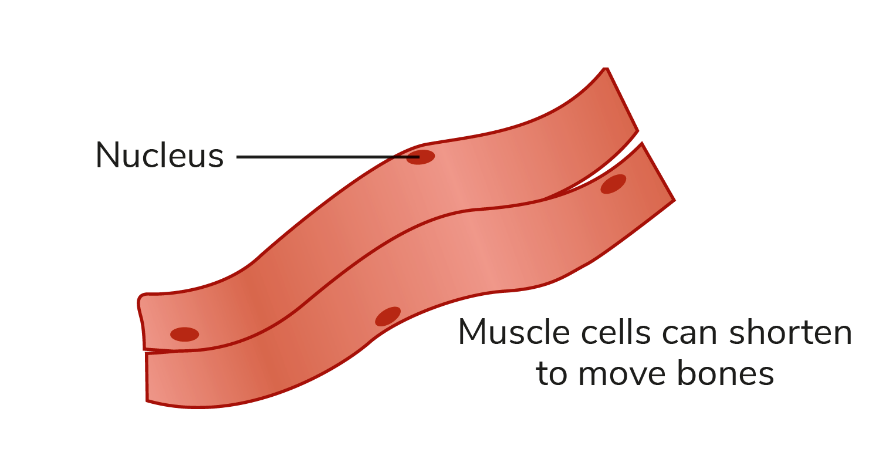 Nucleus
Muscle cells can shorten
to move bones